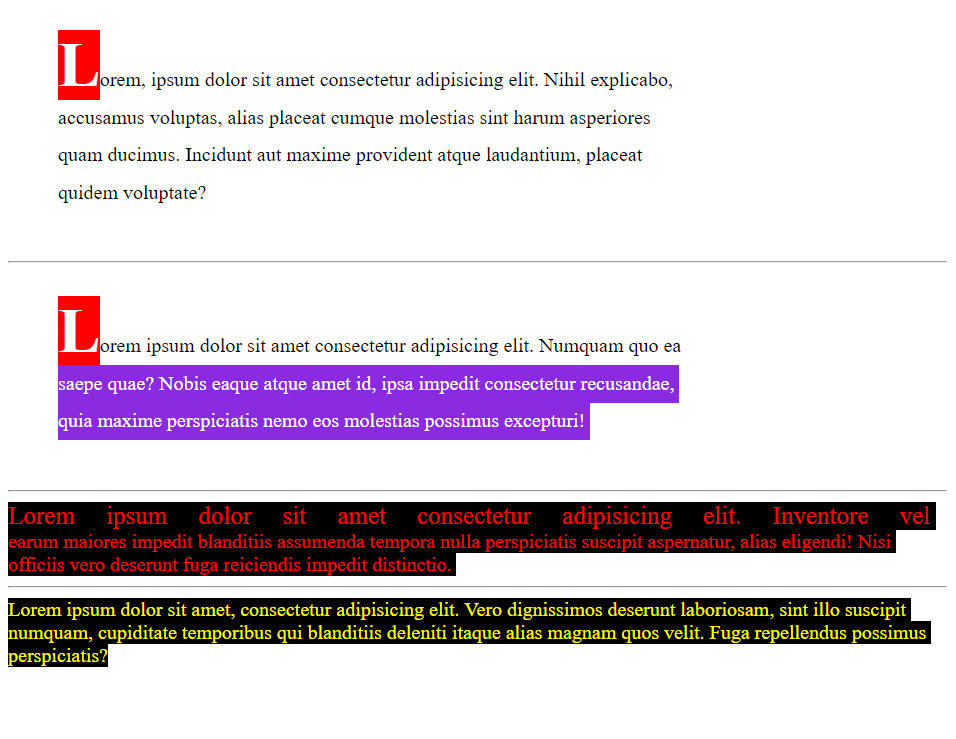 Lorem, ipsum dolor sit amet consectetur adipisicing elit. Nihil explicabo,
accusamus voluptas, alias placeat cumque molestias sint harum asperiores
quam ducimus. Incidunt aut maxime provident atque laudantium, placeat
quidem voluptate?
Lorem ipsum dolor sit amet consectetur adipisicing elit. Numquam quo ea
saepe quae? Nobis eaque atque amet id, ipsa impedit consectetur recusandae,
quia maxime perspiciatis nemo eos molestias possimus excepturi!
Lorem ipsum dolor sit amet consectetur adipisicing elit. Inventore vel
earum maiores impedit blanditiis assumenda tempora nulla perspiciatis suscipit aspernatur, alias eligendi! Nisi
officiis vero deserunt fuga reiciendis impedit distinctio.
Lorem ipsum dolor sit amet, consectetur adipisicing elit. Vero dignissimos deserunt laboriosam, sint illo suscipit
numquam, cupiditate temporibus qui blanditiis deleniti itaque alias magnam quos velit. Fuga repellendus possimus
perspiciatis?